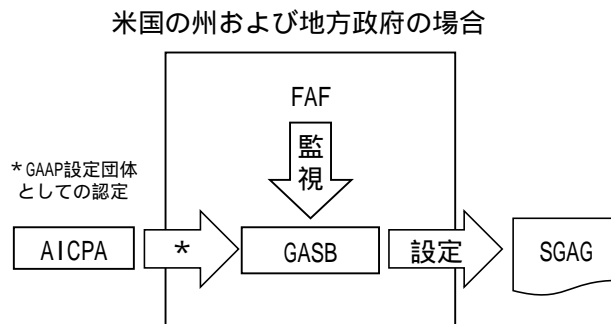 米国の州および地方政府の場合
FAF
監
視
*GAAP設定団体
としての認定
AICPA
*
GASB
設定
SGAG